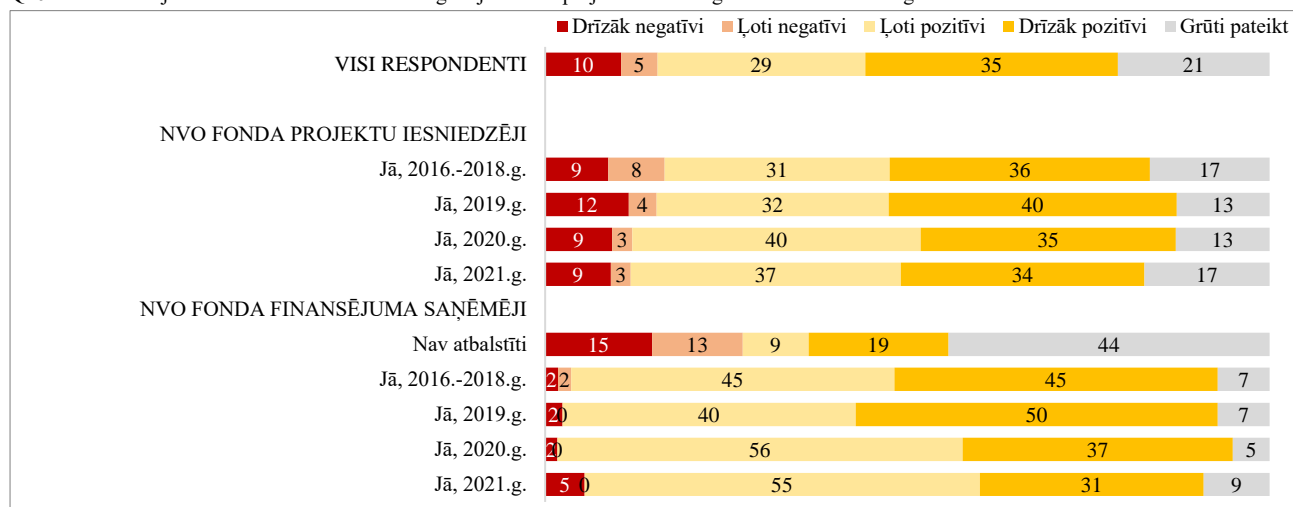 Drīzāk negatīvi Ļoti negatīvi Ļoti pozitīvi Drīzāk pozitīvi Grūti pateikt
VISI RESPONDENTI 10 5 29 35 21
NVO FONDA PROJEKTU IESNIEDZĒJI
Jā, 2016.-2018.g. 9 8 31 36 17
Jā, 2019.g. 12 4 32 40 13
Jā, 2020.g. 9 3 40 35 13
Jā, 2021.g. 9 3 37 34 17
NVO FONDA FINANSĒJUMA SAŅĒMĒJI
Nav atbalstīti 15 13 9 19 44
Jā, 2016.-2018.g. 2 2 45 45 7
Jā, 2019.g. 2 0 40 50 7
Jā, 2020.g. 2 0 56 37 5
Jā, 2021.g. 5 0 55 31 9